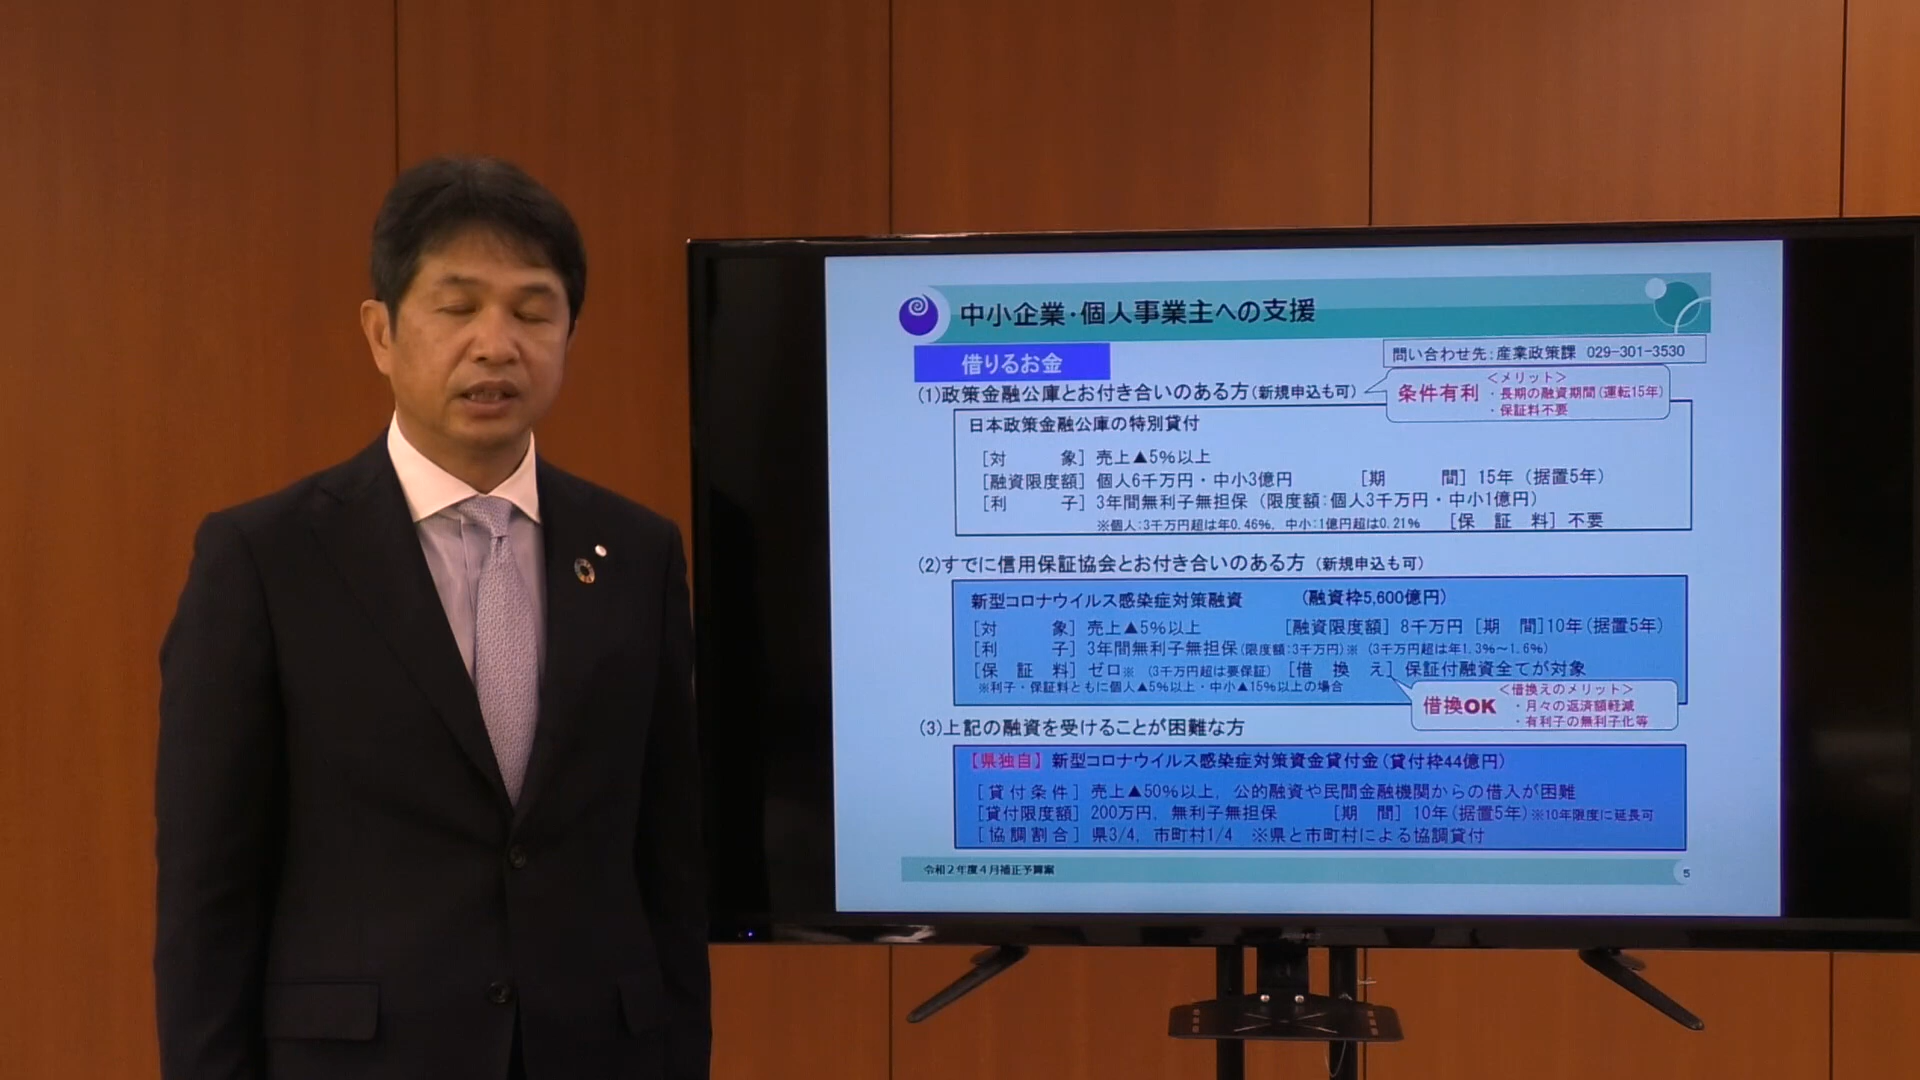 中小企業・個人事業主への支援
借りるお金
問い合わせ先：産業政策課 029-301-3530
(1)政策金融公庫とお付き合いのある方(新規申込も可)
条件有利
＜メリット＞
・長期の融資期間(運転15年)
・保証料不要
日本政策金融公庫の特別貸付
［対　　象］売上▲5%以上
［融資限度額］個人6千万円・中小3億円　［期　　間］15年（据置5年）
［利　　子］3年間無利子無担保（限度額：個人3千万円・中小1億円）
※個人：3千万円超は年0.46%，中小：1億円超は0.21%　［保　証　料］不要
(2)すでに信用保証協会とお付き合いのある方（新規申込も可）
新型コロナウイルス感染症対策融資　（融資枠5,600億円）
［対　　象］売上▲5%以上　［融資限度額］8千万円［期　間］10年(据置5年)
［利　　子］3年間無利子無担保(限度額：3千万円)※（3千万円超は年1.3%～1.6%）
［保　証　料］ゼロ※（3千万円超は要保証）［借　換　え］保証付融資全てが対象
※利子・保証料ともに個人▲5%以上・中小▲15%以上の場合
借換OK
＜借換えのメリット＞
・月々の返済額軽減
・有利子の無利子化等
(3)上記の融資を受けることが困難な方
【県独自】新型コロナウイルス感染症対策資金貸付金(貸付枠44億円)
［貸付条件］売上▲50%以上，公的融資や民間金融機関からの借入が困難
［貸付限度額］200万円，無利子無担保　［期　間］10年(据置5年)※10年限度に延長可
［協調割合］県3/4，市町村1/4　※県と市町村による協調貸付
令和2年度4月補正予算案
5